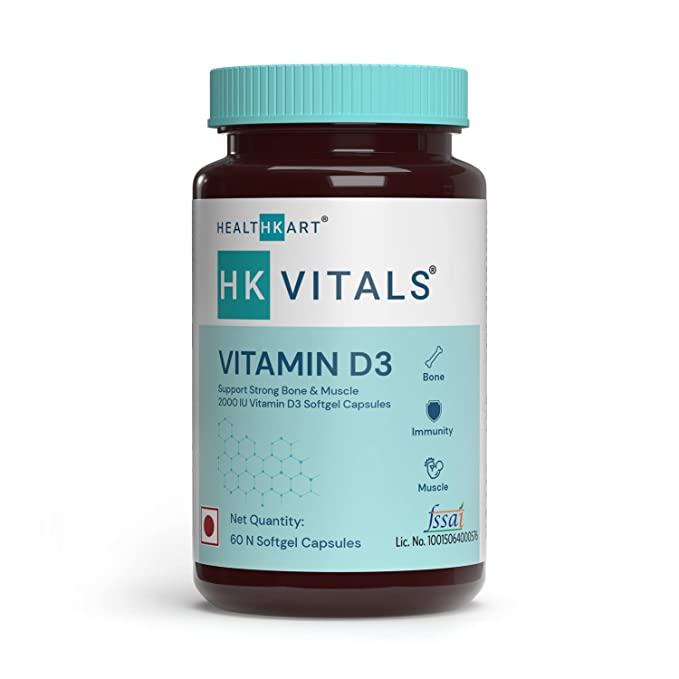 HEALTHKART®
HK VITALS®
VITAMIN D3
Support Strong Bone & Muscle
2000 IU Vitamin D3 Softgel Capsules
Bone
Immunity
Muscle
Net Quantity:
60 N Softgel Capsules
fssai
Lic. No. 10015064000576